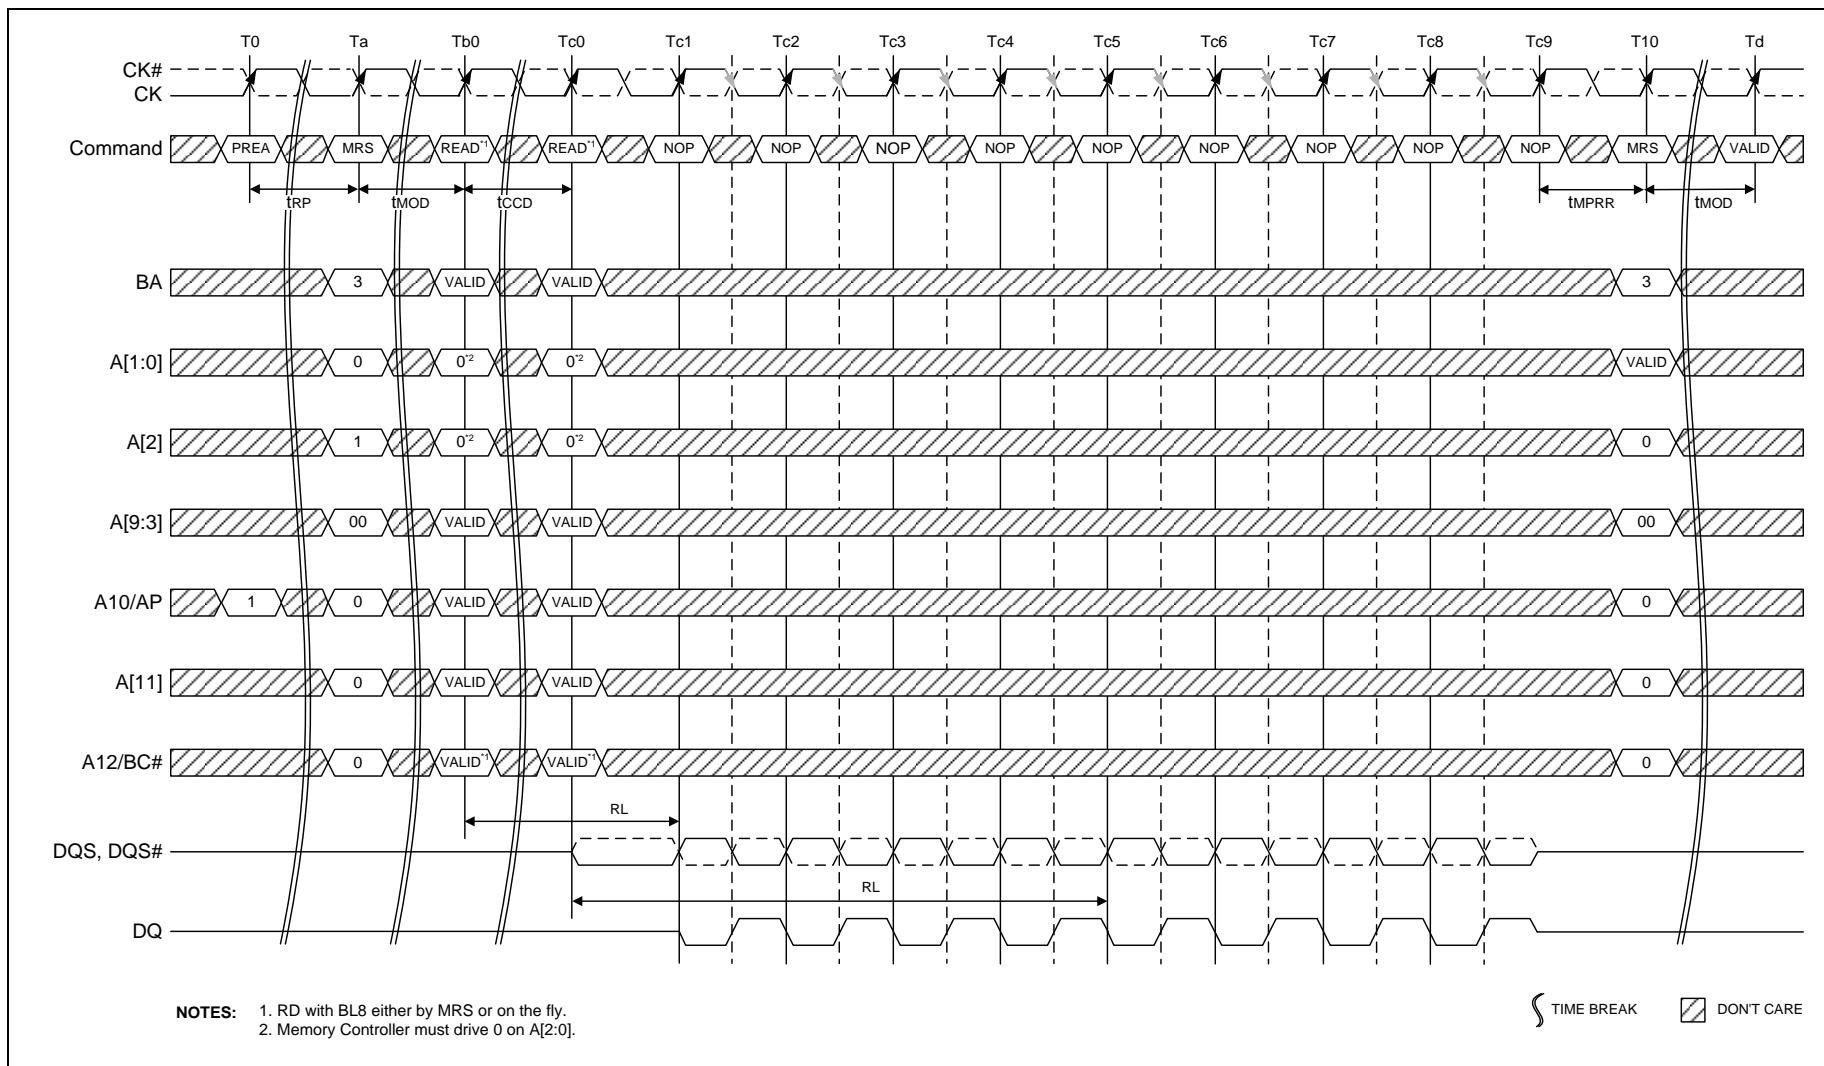 T0 Ta Tb0 Tc0 Tc1 Tc2 Tc3 Tc4 Tc5 Tc6 Tc7 Tc8 Tc9 T10 Td
CK#
CK
Command PREA MRS READ*1 READ*1 NOP NOP NOP NOP NOP NOP NOP NOP NOP MRS VALID
tRP tMOD tCCD tMPRR tMOD
BA 3 VALID VALID 3
A[1:0] 0 0*2 0*2 VALID
A[2] 1 0*2 0*2 0
A[9:3] 00 VALID VALID 00
A10/AP 1 0 VALID VALID 0
A[11] 0 VALID VALID 0
A12/BC# 0 VALID*1 VALID*1 0
RL
DQS, DQS#
RL
DQ
NOTES: 1. RD with BL8 either by MRS or on the fly.
2. Memory Controller must drive 0 on A[2:0].
TIME BREAK DON'T CARE